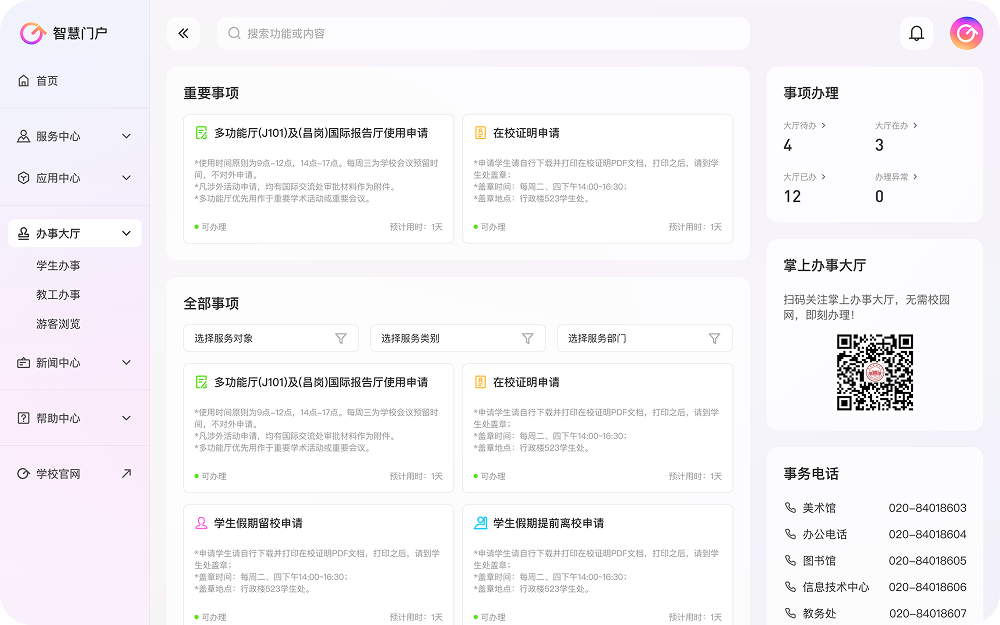 智慧门户
搜索功能或内容
首页
服务中心
应用中心
办事大厅
学生办事
教工办事
游客浏览
新闻中心
帮助中心
学校官网
重要事项
多功能厅(J101)及(昌岗)国际报告厅使用申请
*使用时间原则为9点-12点，14点-17点。每周三为学校会议预留时
间，不对外申请。
*凡涉外活动申请，均有国际交流处审批材料作为附件。
*多功能厅优先用作于重要学术活动或重要会议。
可办理
预计用时：1天
在校证明申请
*申请学生请自行下载并打印在校证明PDF文档，打印之后，请到学
生处盖章；
*盖章时间：每周二、四下午14:00-16:30；
*盖章地点：行政楼523学生处。
可办理
预计用时：1天
全部事项
选择服务对象
选择服务类别
选择服务部门
多功能厅(J101)及(昌岗)国际报告厅使用申请
*使用时间原则为9点-12点，14点-17点。每周三为学校会议预留时
间，不对外申请。
*凡涉外活动申请，均有国际交流处审批材料作为附件。
*多功能厅优先用作于重要学术活动或重要会议。
可办理
预计用时：1天
在校证明申请
*申请学生请自行下载并打印在校证明PDF文档，打印之后，请到学
生处盖章；
*盖章时间：每周二、四下午14:00-16:30；
*盖章地点：行政楼523学生处。
可办理
预计用时：1天
学生假期留校申请
*申请学生请自行下载并打印在校证明PDF文档，打印之后，请到学
生处盖章；
*盖章时间：每周二、四下午14:00-16:30；
*盖章地点：行政楼523学生处。
可办理
预计用时：1天
学生假期提前离校申请
*申请学生请自行下载并打印在校证明PDF文档，打印之后，请到学
生处盖章；
*盖章时间：每周二、四下午14:00-16:30；
*盖章地点：行政楼523学生处。
可办理
预计用时：1天
事项办理
大厅待办
4
大厅在办
3
大厅已办
12
办理异常
0
掌上办事大厅
扫码关注掌上办事大厅，无需校园
网，即刻办理！
事务电话
美术馆 020-84018603
办公电话 020-84018604
图书馆 020-84018605
信息技术中心 020-84018606
教务处 020-84018607